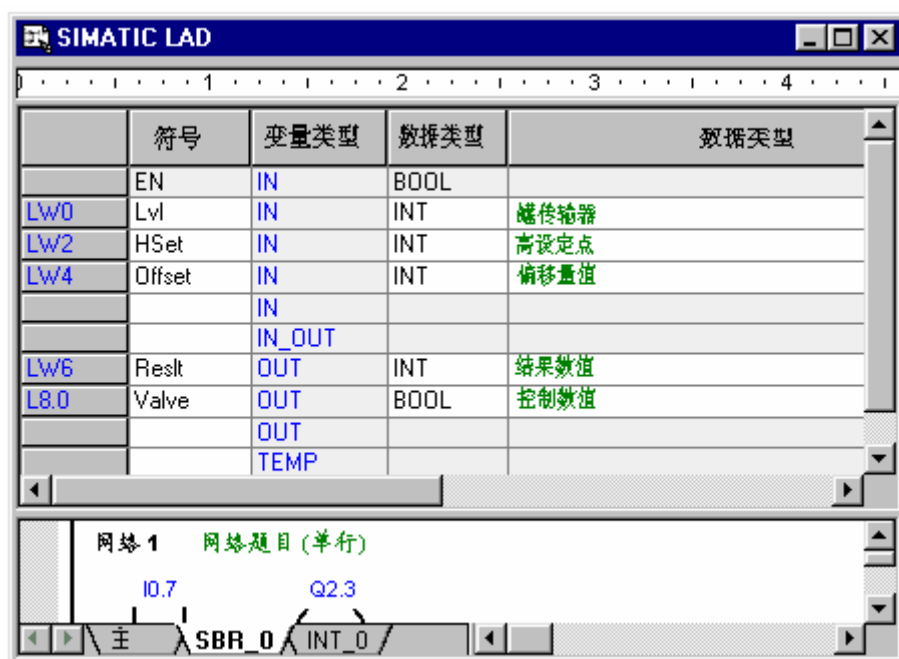 SIMATIC LAD
1 2 3 4
符号 变量类型 数据类型 数据类型
EN IN BOOL
LW0 Lvl IN INT 罐传输器
LW2 HSet IN INT 高设定点
LW4 Offset IN INT 偏移量值
IN
IN_OUT
LW6 Reslt OUT INT 结果数值
L8.0 Valve OUT BOOL 控制数值
OUT
TEMP
网络 1 网络题目 (单行)
I0.7 Q2.3
主 SBR_0 INT_0